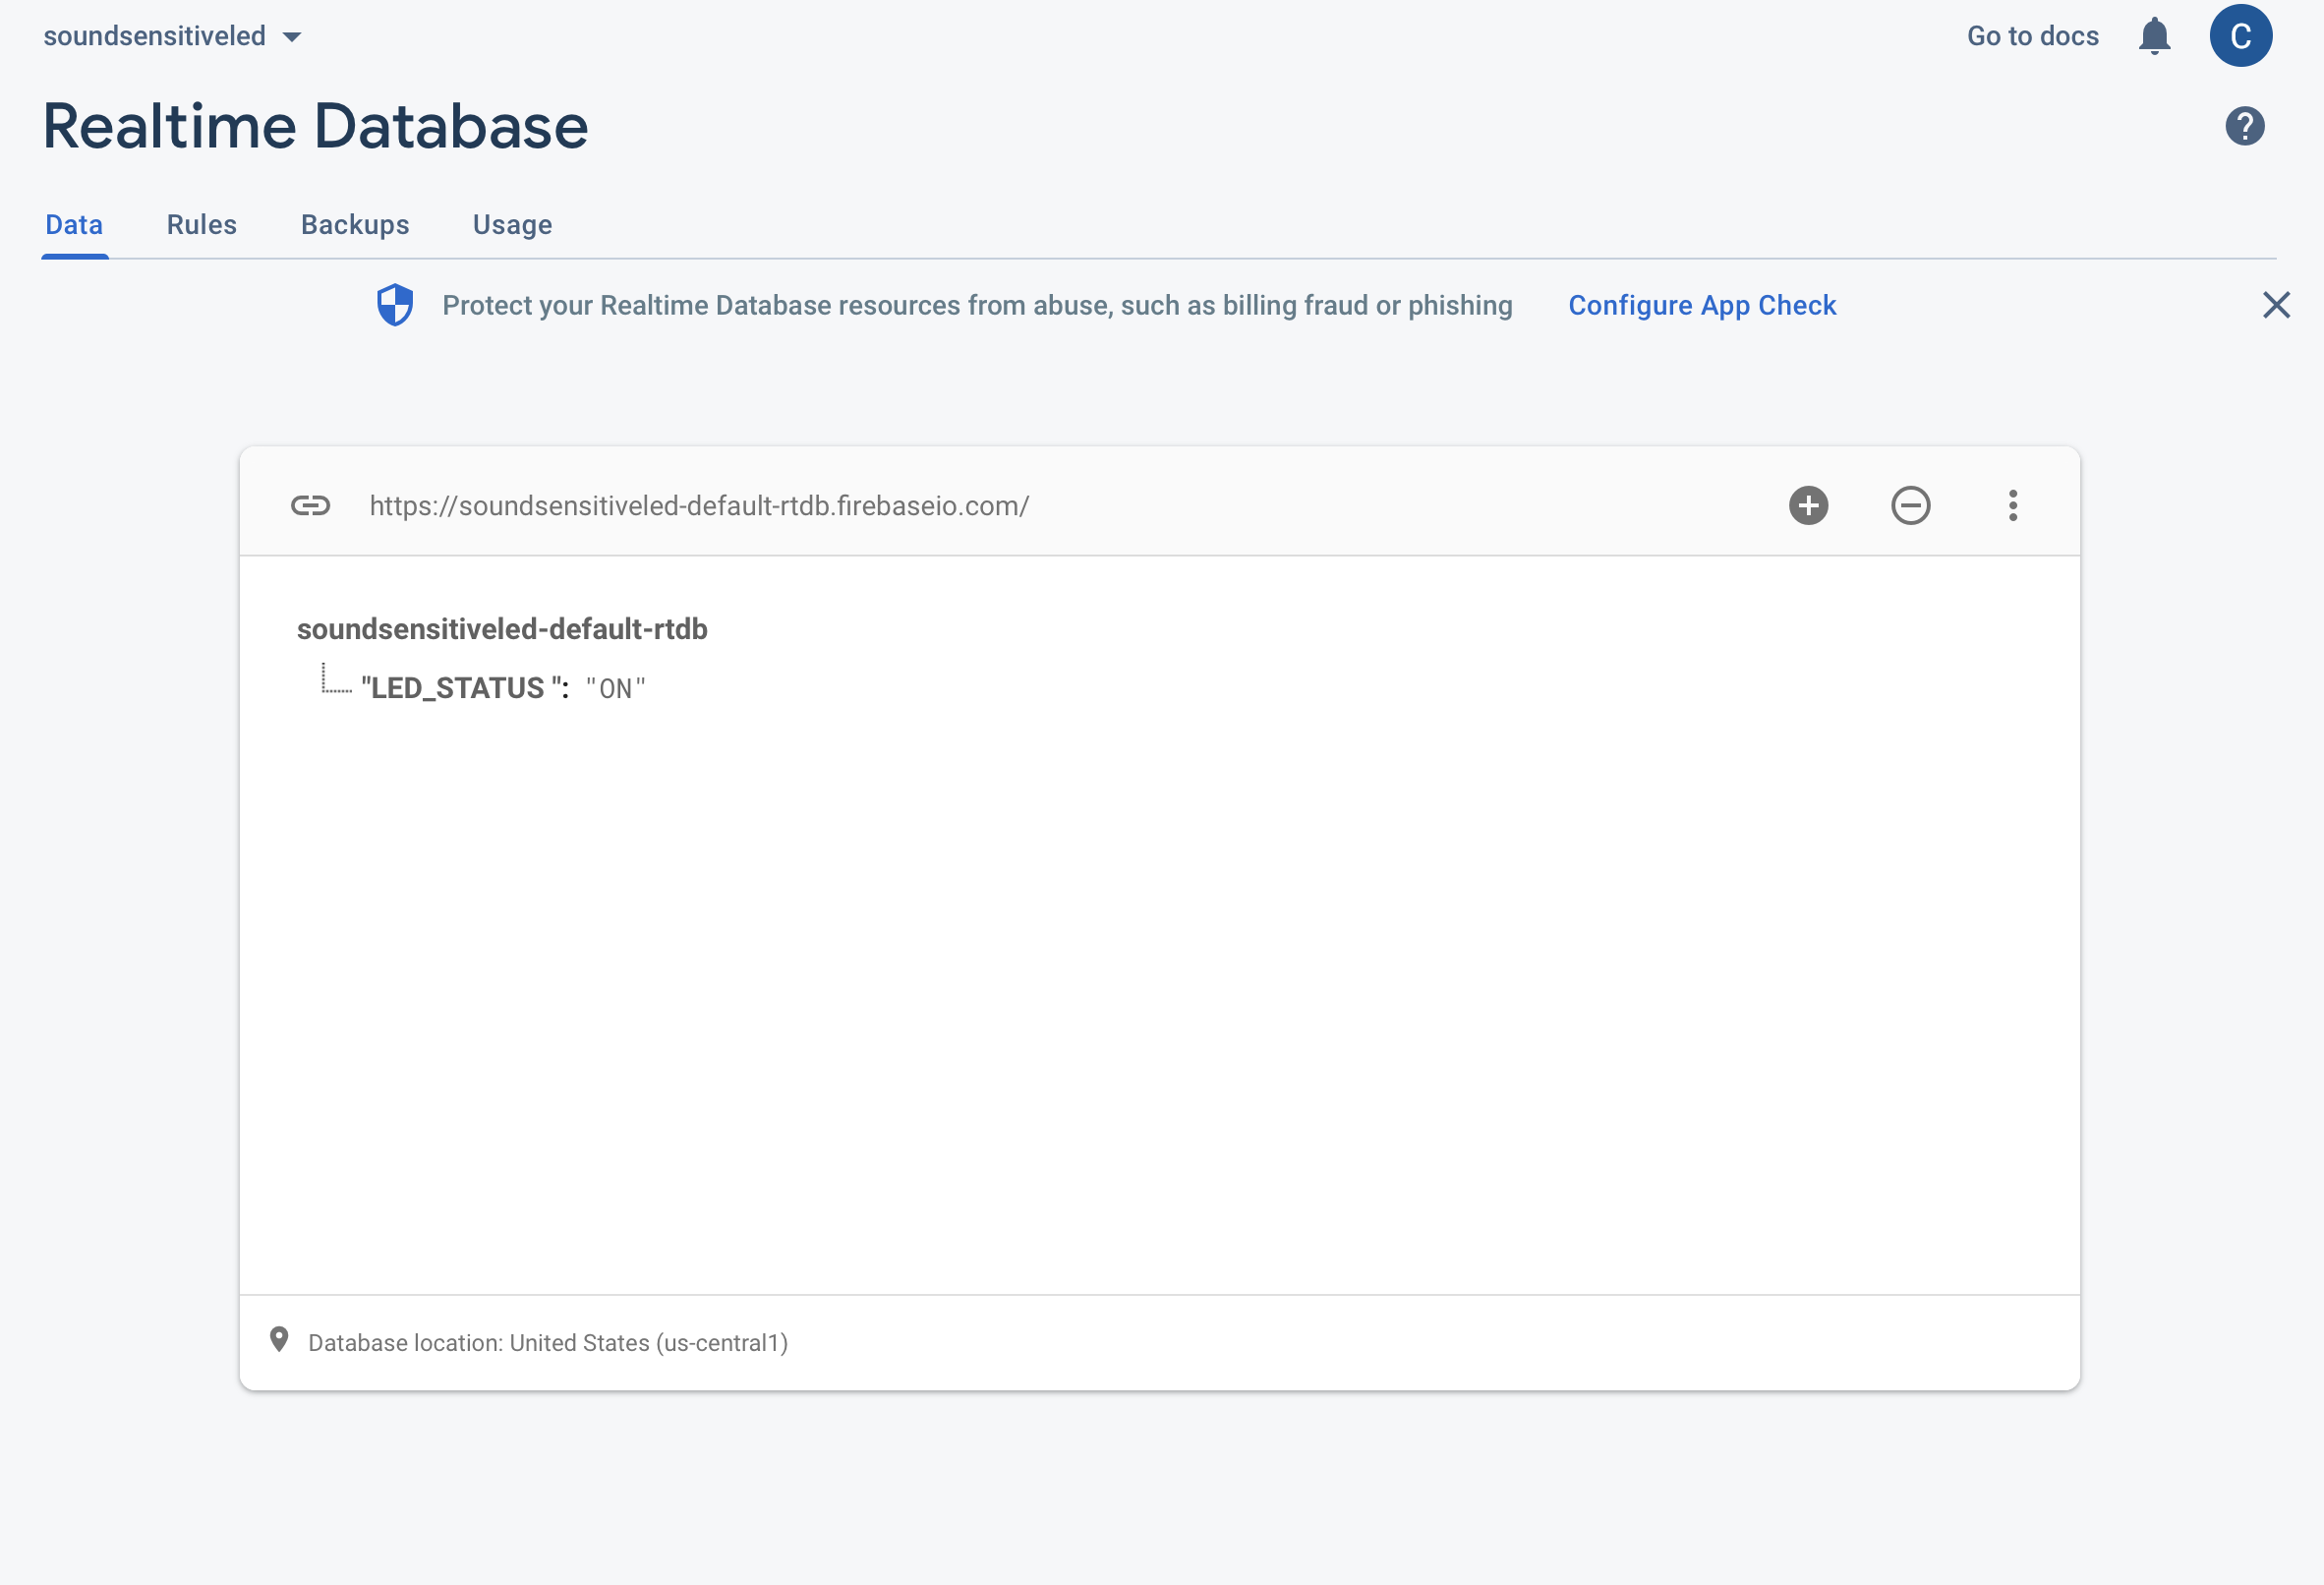 soundsensitiveled Go to docs C
Realtime Database ?
Data Rules Backups Usage
Protect your Realtime Database resources from abuse, such as billing fraud or phishing Configure App Check
https://soundsensitiveled-default-rtdb.firebaseio.com/
soundsensitiveled-default-rtdb
"LED_STATUS ": "ON"
Database location: United States (us-central1)